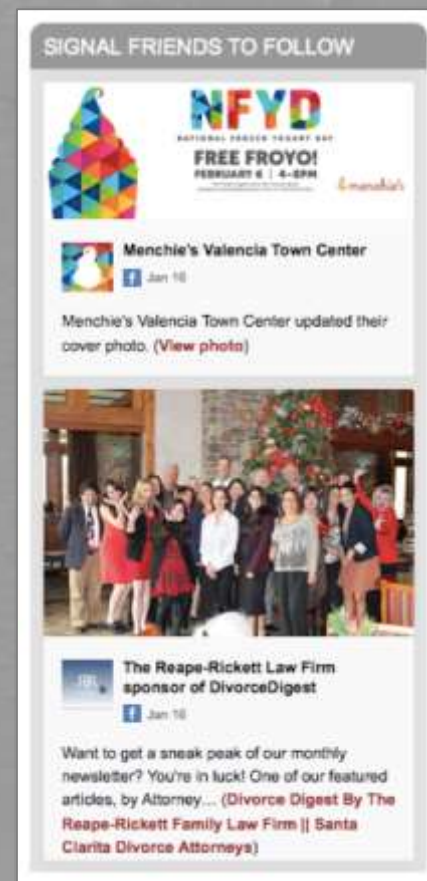 SIGNAL FRIENDS TO FOLLOW
NFYD
NATIONAL FROZEN YOGURT DAY
FREE FROYO!
FEBRUARY 6 | 4-8PM
menchie's
Menchie's Valencia Town Center
f Jan 16
Menchie's Valencia Town Center updated their
cover photo. (View photo)
The Reape-Rickett Law Firm
sponsor of DivorceDigest
f Jan 16
Want to get a sneak peak of our monthly
newsletter? You're in luck! One of our featured
articles, by Attorney... (Divorce Digest By The
Reape-Rickett Family Law Firm || Santa
Clarita Divorce Attorneys)